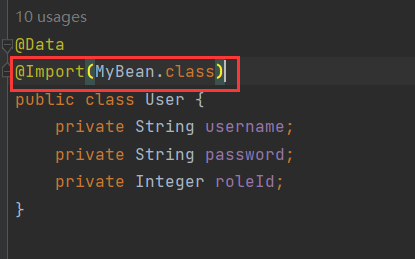 10 usages
@Data
@Import(MyBean.class)
public class User {
    private String username;
    private String password;
    private Integer roleId;
}